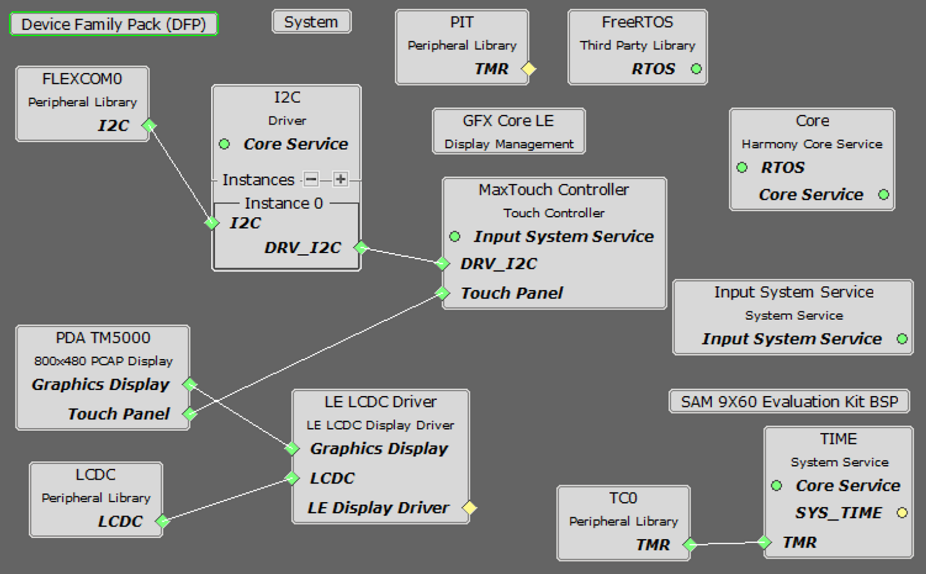 Device Family Pack (DFP)
System
PIT
Peripheral Library
TMR
FreeRTOS
Third Party Library
RTOS
FLEXCOM0
Peripheral Library
I2C
I2C
Driver
Core Service
Instances
Instance 0
I2C
DRV_I2C
GFX Core LE
Display Management
Core
Harmony Core Service
RTOS
Core Service
MaxTouch Controller
Touch Controller
Input System Service
DRV_I2C
Touch Panel
Input System Service
System Service
Input System Service
PDA TM5000
800x480 PCAP Display
Graphics Display
Touch Panel
LE LCDC Driver
LE LCDC Display Driver
Graphics Display
LCDC
LE Display Driver
SAM 9X60 Evaluation Kit BSP
LCDC
Peripheral Library
LCDC
TC0
Peripheral Library
TMR
TIME
System Service
Core Service
SYS_TIME
TMR